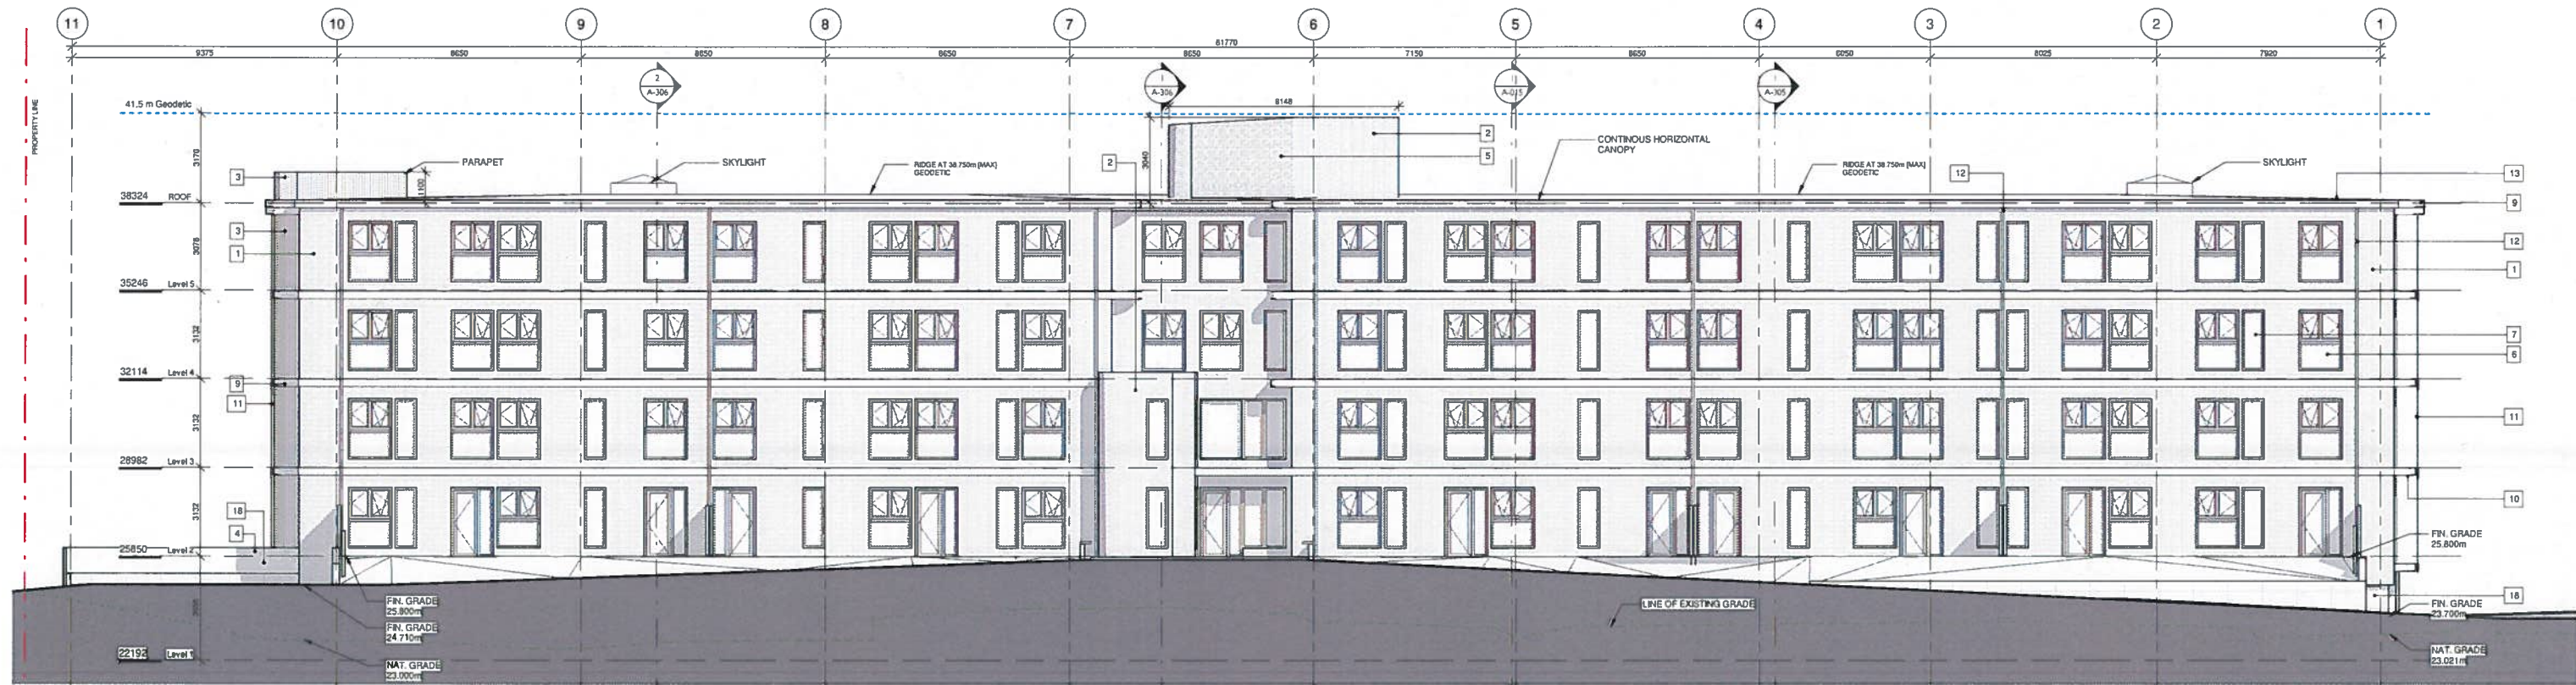 11
10
9
8
7
6
5
4
3
2
1
81770
9375
8650
8650
8650
8650
7150
8650
6050
8025
7920
2
A-306
A-306
A-015
A-305
PROPERTY LINE
41.5 m Geodetic
8148
3170
3040
1100
PARAPET
SKYLIGHT
RIDGE AT 38.750m [MAX]
GEODETIC
2
2
5
CONTINOUS HORIZONTAL
CANOPY
RIDGE AT 38.750m [MAX]
GEODETIC
12
SKYLIGHT
13
3
38324 ROOF
9
3
3078
12
1
1
35246 Level 5
3132
7
6
32114 Level 4
9
11
3132
11
28982 Level 3
10
3132
18
4
25850 Level 2
FIN. GRADE
25.800m
FIN. GRADE
25.800m
FIN. GRADE
24.710m
LINE OF EXISTING GRADE
18
FIN. GRADE
23.700m
22192 Level 1
NAT. GRADE
23.000m
NAT. GRADE
23.021m